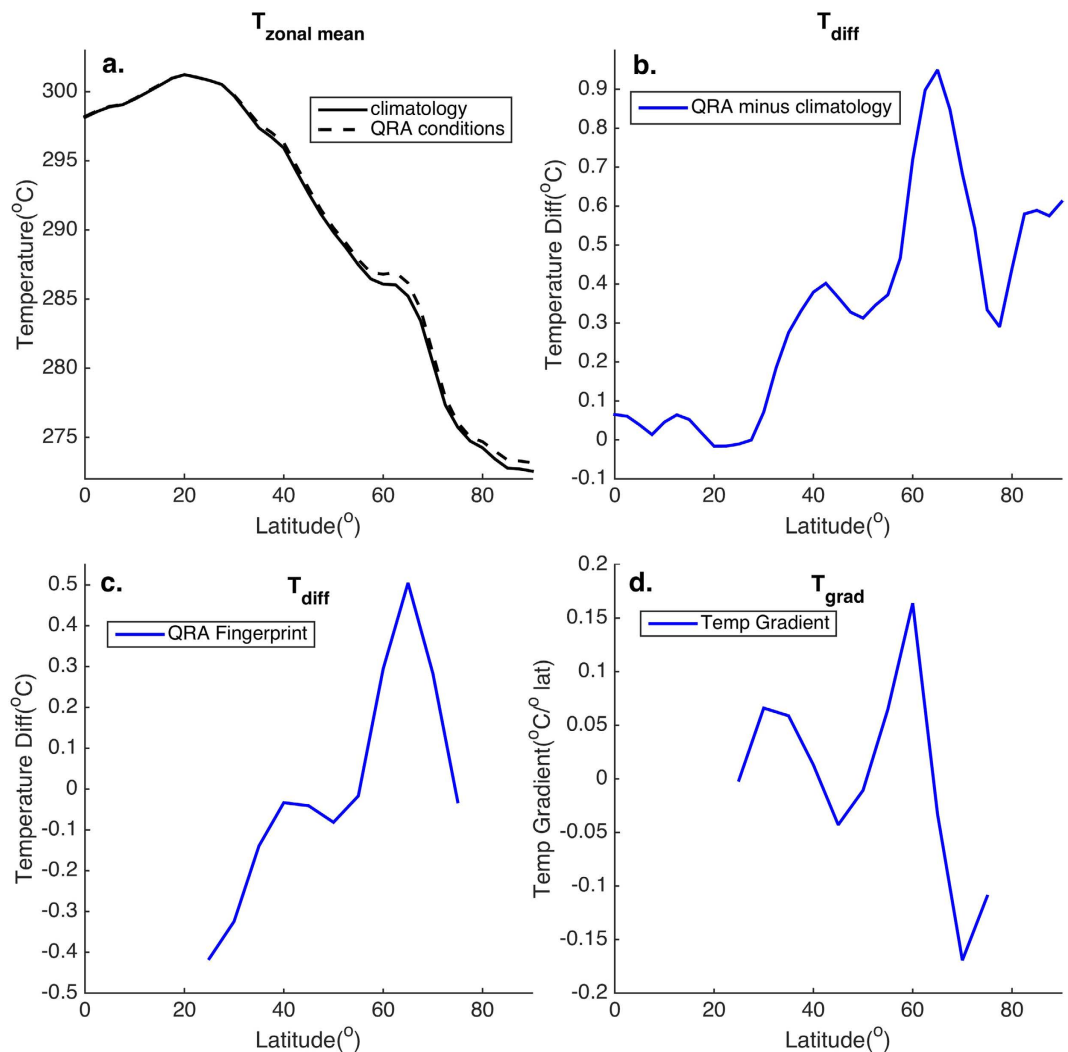 T zonal mean
a.
climatology
QRA conditions
300
295
290
285
280
275
Temperature(°C)
0 20 40 60 80
Latitude(°)
T diff
b.
QRA minus climatology
0.9
0.8
0.7
0.6
0.5
0.4
0.3
0.2
0.1
0
-0.1
Temperature Diff(°C)
0 20 40 60 80
Latitude(°)
c.
T diff
QRA Fingerprint
0.5
0.4
0.3
0.2
0.1
0
-0.1
-0.2
-0.3
-0.4
-0.5
Temperature Diff(°C)
0 20 40 60 80
Latitude(°)
d.
T grad
Temp Gradient
0.2
0.15
0.1
0.05
0
-0.05
-0.1
-0.15
-0.2
Temp Gradient(°C/° lat)
0 20 40 60 80
Latitude(°)